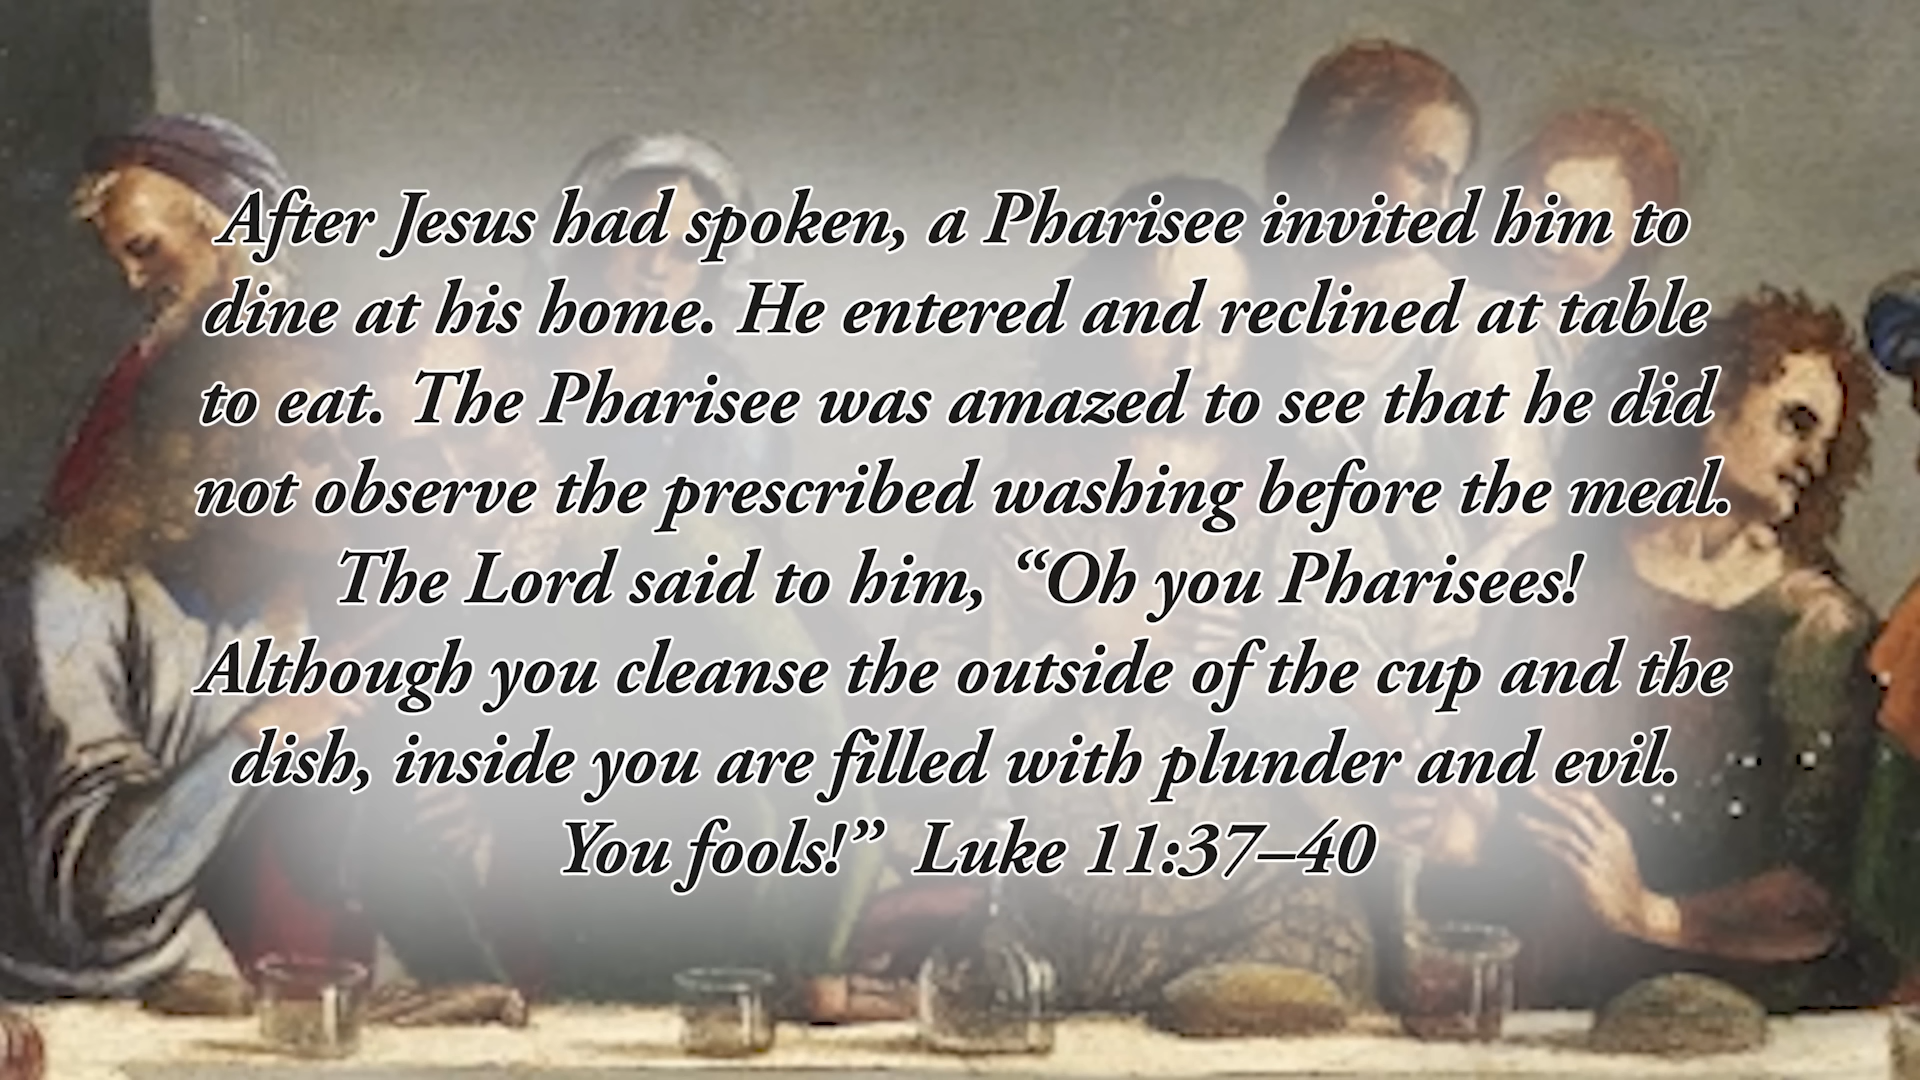 After Jesus had spoken, a Pharisee invited him to
dine at his home. He entered and reclined at table
to eat. The Pharisee was amazed to see that he did
not observe the prescribed washing before the meal.
The Lord said to him, “Oh you Pharisees!
Although you cleanse the outside of the cup and the
dish, inside you are filled with plunder and evil.
You fools!” Luke 11:37–40